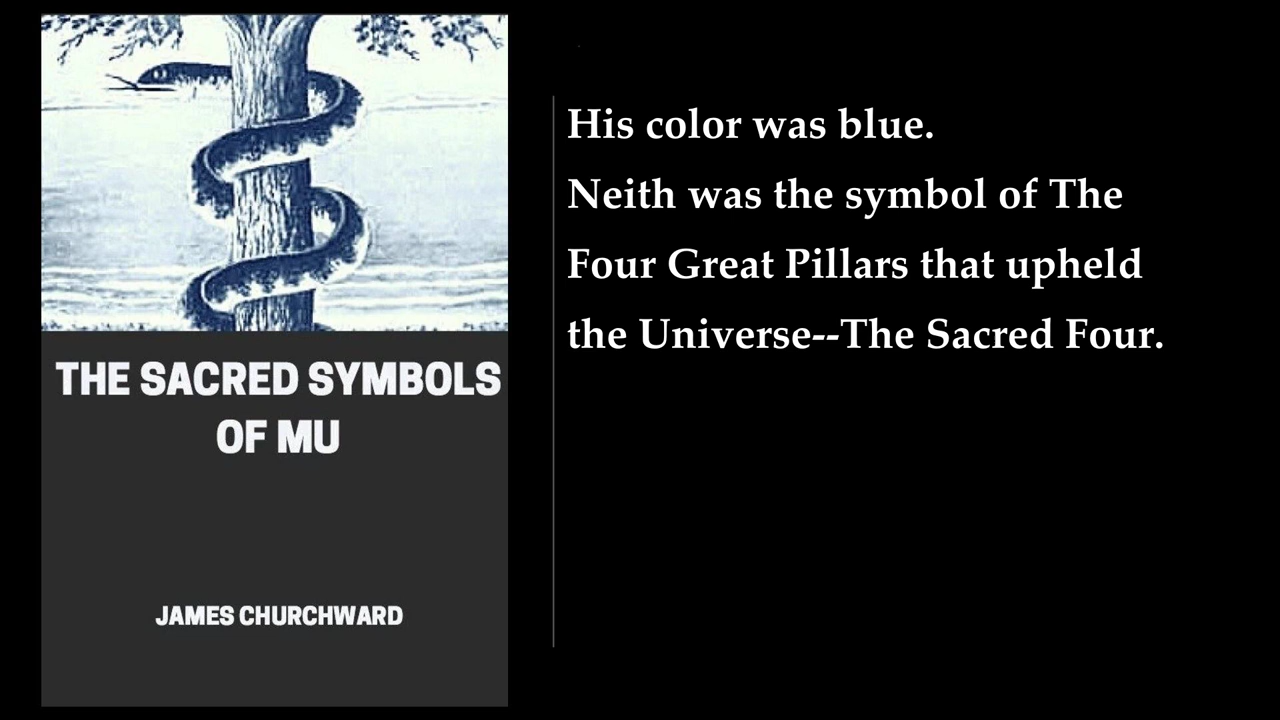 THE SACRED SYMBOLS
OF MU
JAMES CHURCHWARD
His color was blue.
Neith was the symbol of The
Four Great Pillars that upheld
the Universe--The Sacred Four.